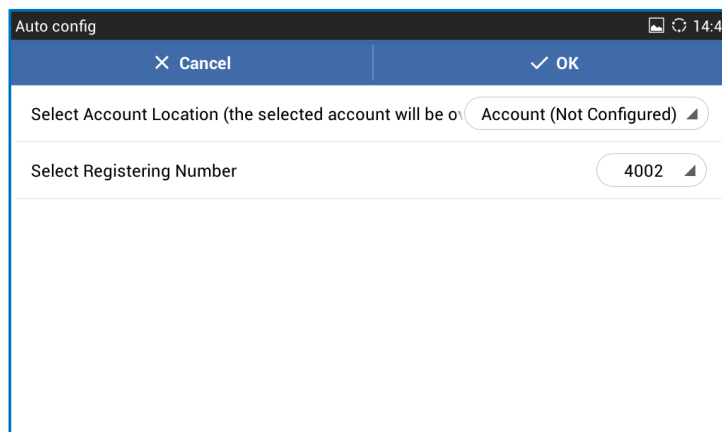 Auto config 14:4
Cancel OK
Select Account Location (the selected account will be o Account (Not Configured)
Select Registering Number 4002